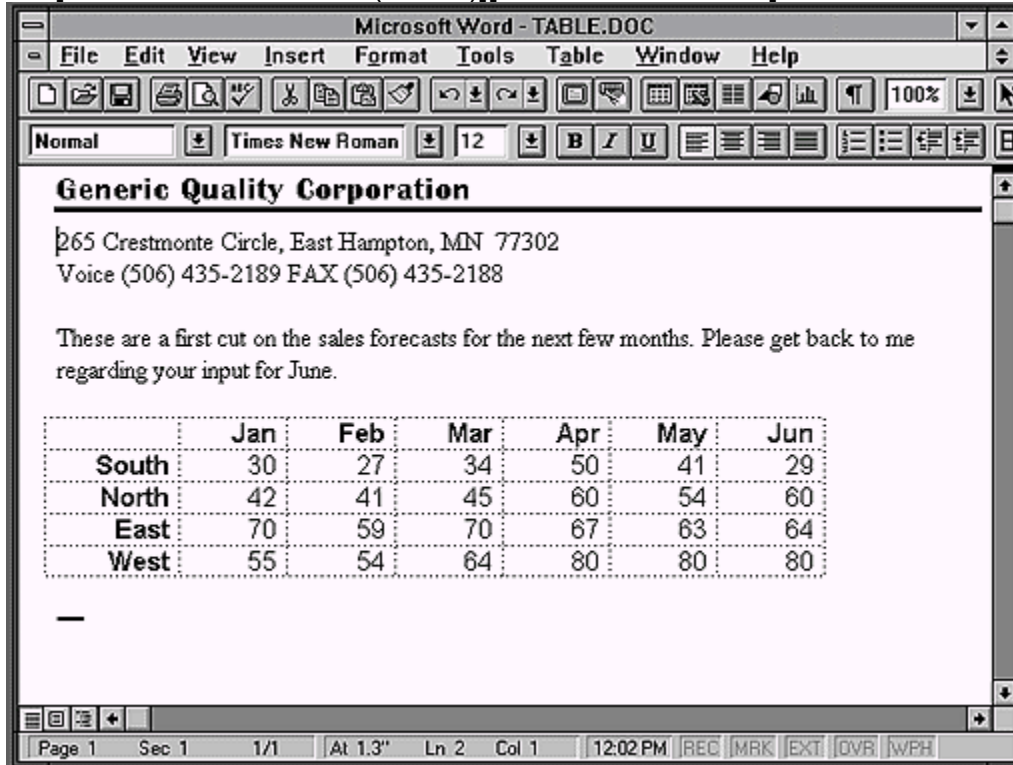 Microsoft Word - TABLE.DOC
File Edit View Insert Format Tools Table Window Help
ABC ¶ 100%
Normal Times New Roman 12 B I U
Generic Quality Corporation
265 Crestmonte Circle, East Hampton, MN 77302
Voice (506) 435-2189 FAX (506) 435-2188
These are a first cut on the sales forecasts for the next few months. Please get back to me
regarding your input for June.
Jan Feb Mar Apr May Jun
South 30 27 34 50 41 29
North 42 41 45 60 54 60
East 70 59 70 67 63 64
West 55 54 64 80 80 80
Page 1 Sec 1 1/1 At 1.3" Ln 2 Col 1 12:02 PM REC MRK EXT OVR WPH